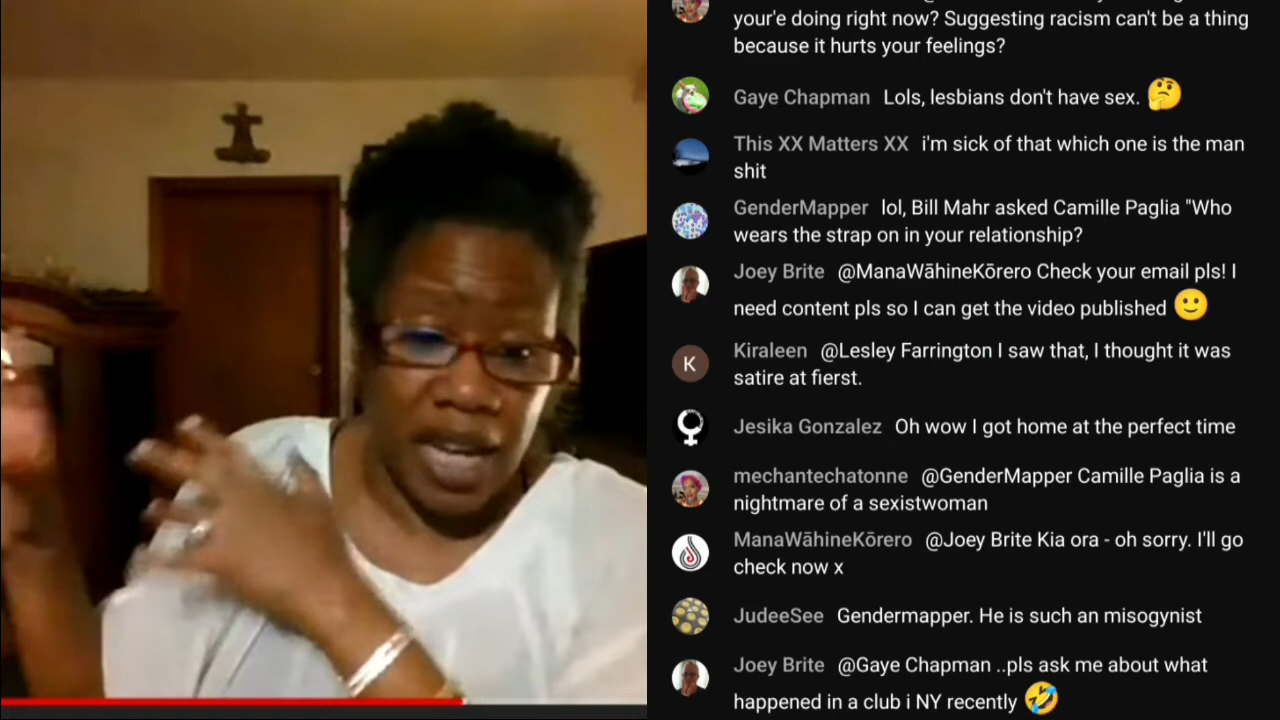 your'e doing right now? Suggesting racism can't be a thing
because it hurts your feelings?
Gaye Chapman Lols, lesbians don't have sex. 🤔
This XX Matters XX i'm sick of that which one is the man
shit
GenderMapper lol, Bill Mahr asked Camille Paglia "Who
wears the strap on in your relationship?
Joey Brite @ManaWāhineKōrero Check your email pls! I
need content pls so I can get the video published 🙂
K
Kiraleen @Lesley Farrington I saw that, I thought it was
satire at fierst.
Jesika Gonzalez Oh wow I got home at the perfect time
mechantechatonne @GenderMapper Camille Paglia is a
nightmare of a sexistwoman
ManaWāhineKōrero @Joey Brite Kia ora - oh sorry. I'll go
check now x
JudeeSee Gendermapper. He is such an misogynist
Joey Brite @Gaye Chapman ..pls ask me about what
happened in a club i NY recently 🤣